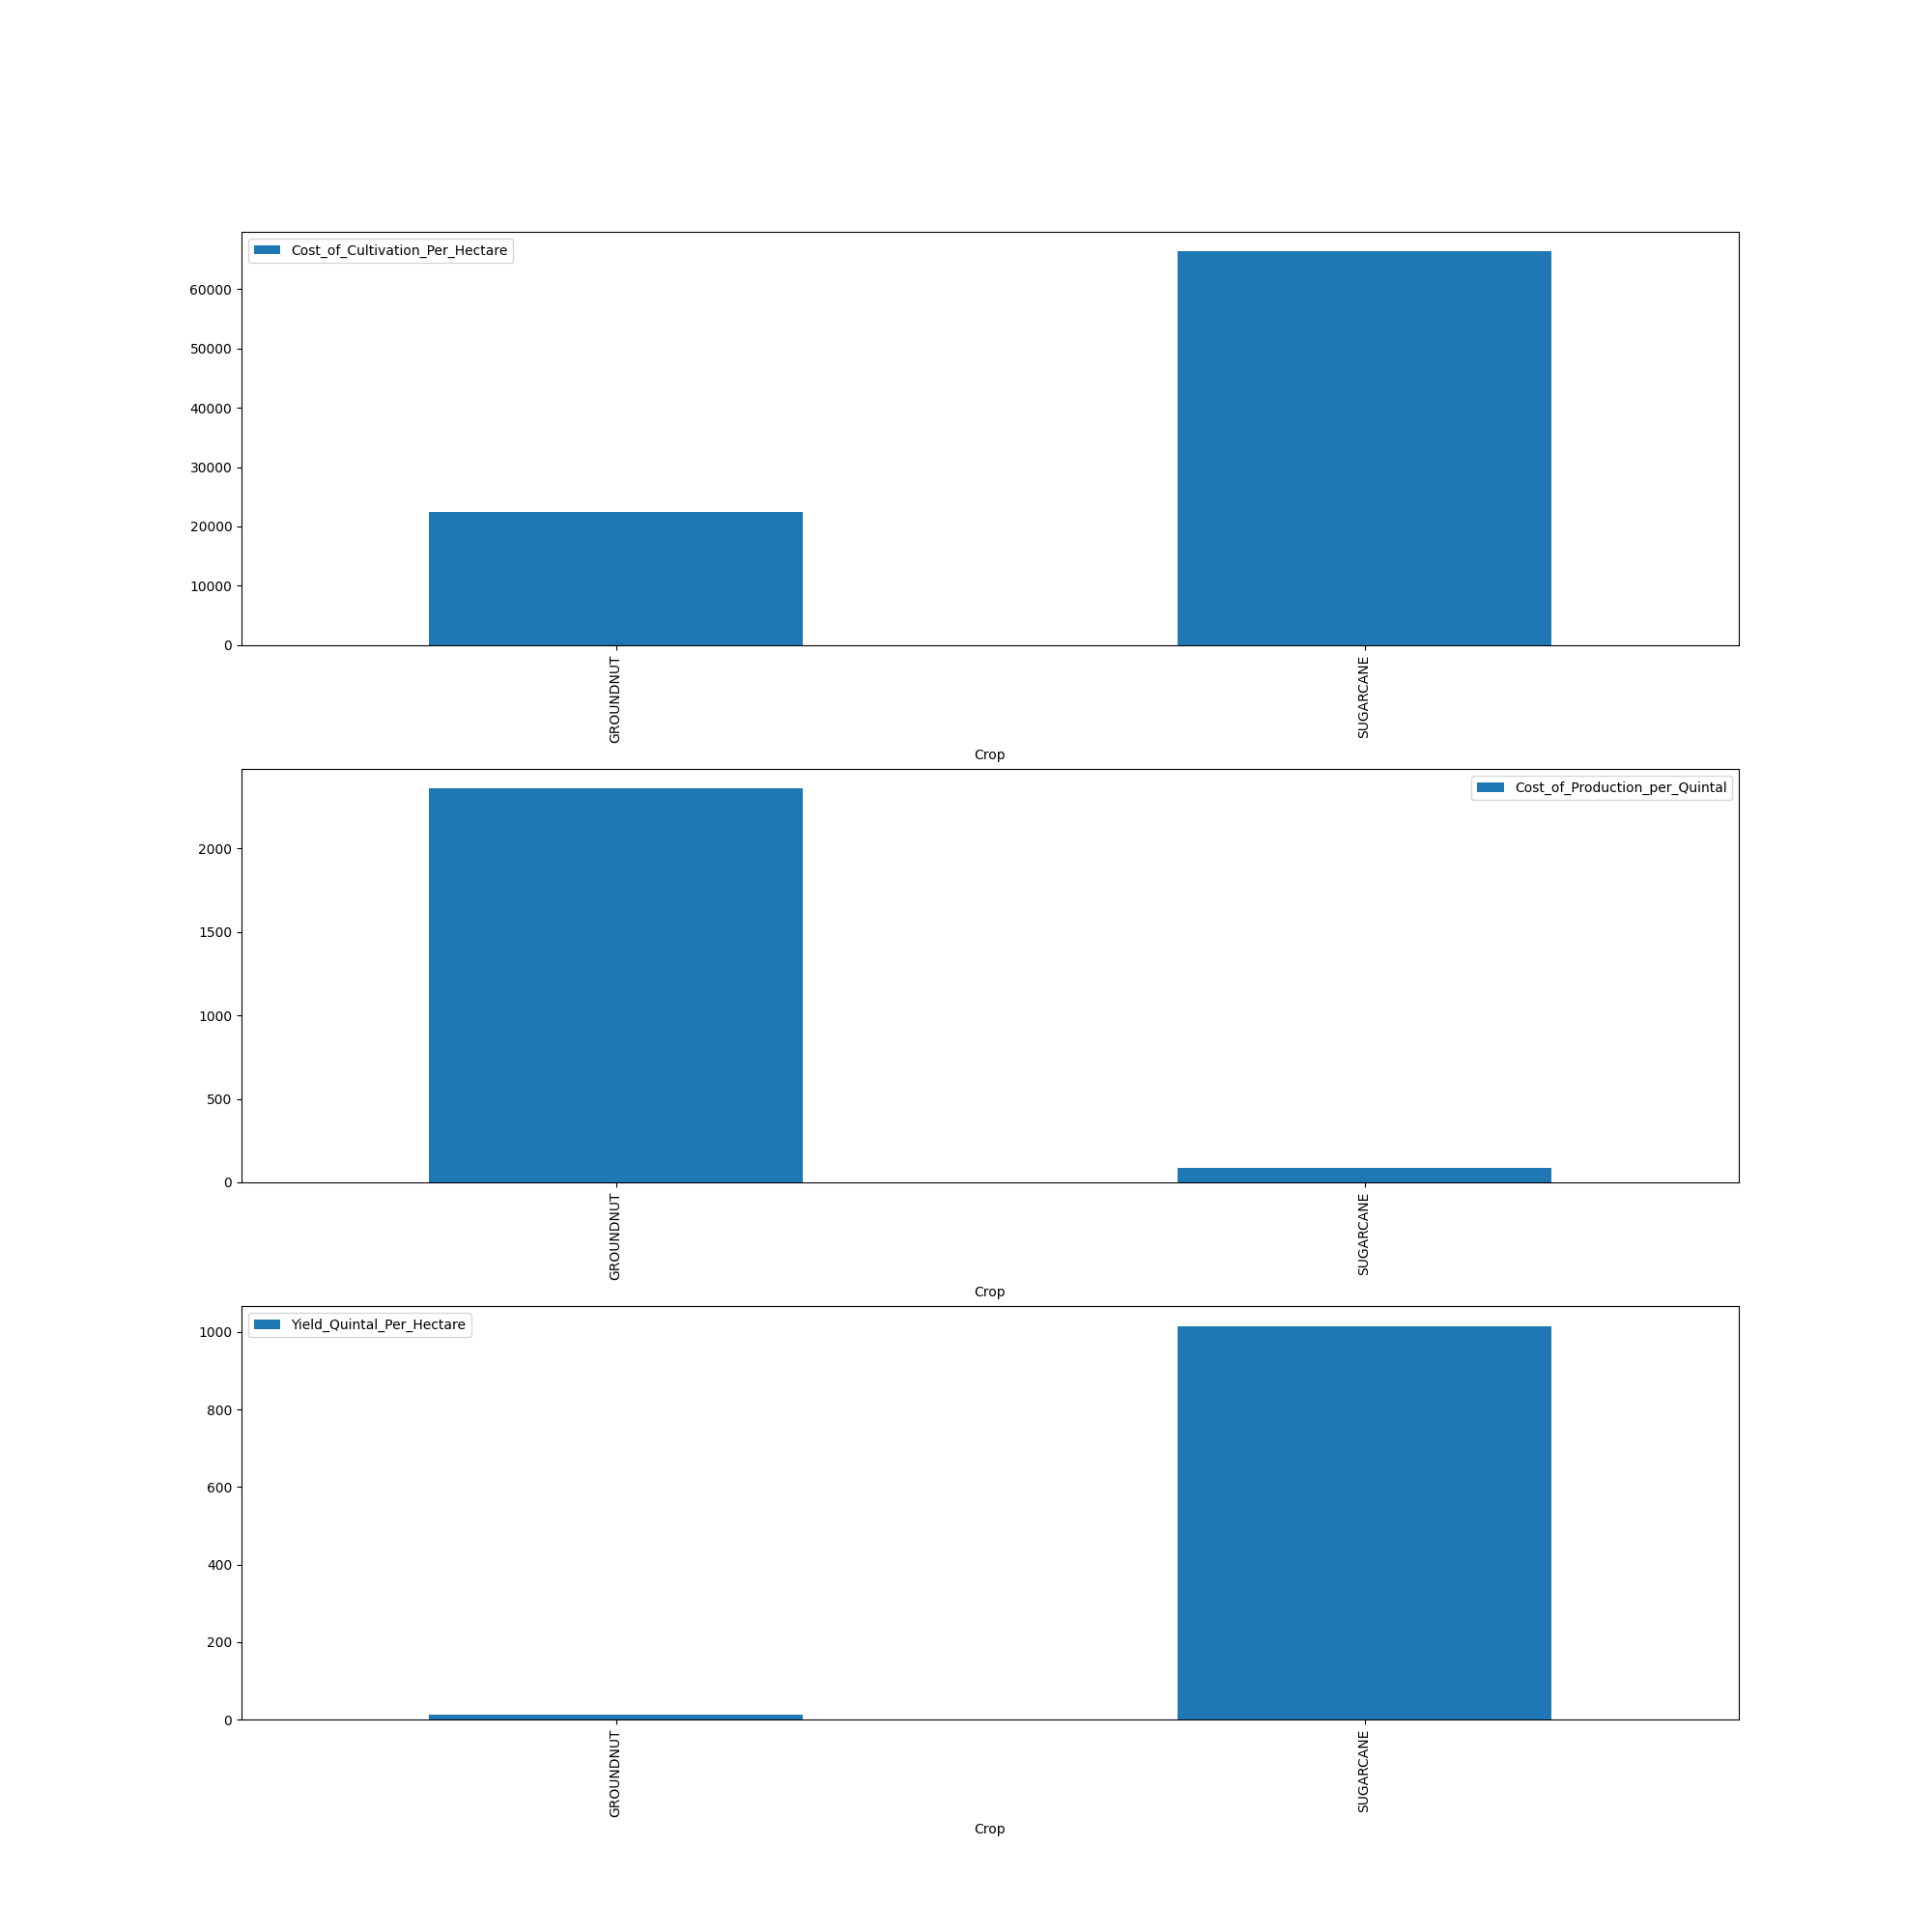 Cost_of_Cultivation_Per_Hectare
60000
50000
40000
30000
20000
10000
0
GROUNDNUT
SUGARCANE
Crop
Cost_of_Production_per_Quintal
2000
1500
1000
500
0
GROUNDNUT
SUGARCANE
Crop
Yield_Quintal_Per_Hectare
1000
800
600
400
200
0
GROUNDNUT
SUGARCANE
Crop